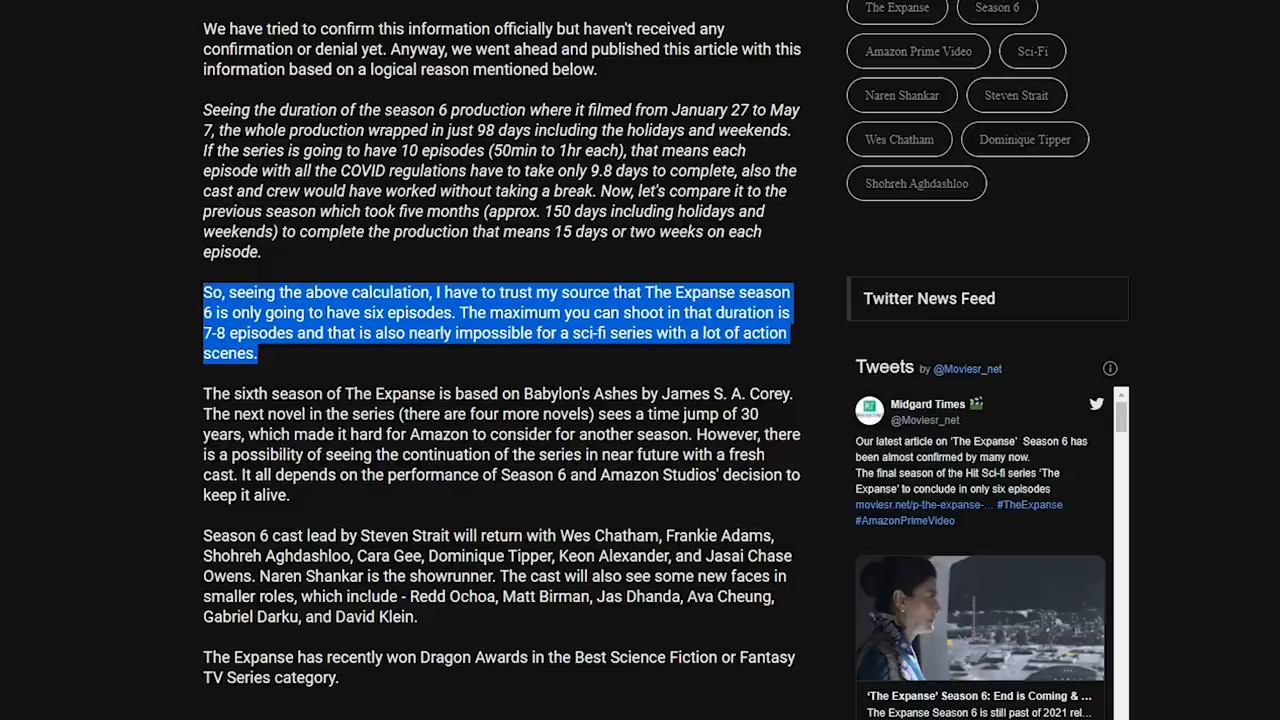 We have tried to confirm this information officially but haven't received any
confirmation or denial yet. Anyway, we went ahead and published this article with this
information based on a logical reason mentioned below.
Seeing the duration of the season 6 production where it filmed from January 27 to May
7, the whole production wrapped in just 98 days including the holidays and weekends.
If the series is going to have 10 episodes (50min to 1hr each), that means each
episode with all the COVID regulations have to take only 9.8 days to complete, also the
cast and crew would have worked without taking a break. Now, let's compare it to the
previous season which took five months (approx. 150 days including holidays and
weekends) to complete the production that means 15 days or two weeks on each
episode.
So, seeing the above calculation, I have to trust my source that The Expanse season
6 is only going to have six episodes. The maximum you can shoot in that duration is
7-8 episodes and that is also nearly impossible for a sci-fi series with a lot of action
scenes.
The sixth season of The Expanse is based on Babylon's Ashes by James S. A. Corey.
The next novel in the series (there are four more novels) sees a time jump of 30
years, which made it hard for Amazon to consider for another season. However, there
is a possibility of seeing the continuation of the series in near future with a fresh
cast. It all depends on the performance of Season 6 and Amazon Studios' decision to
keep it alive.
Season 6 cast lead by Steven Strait will return with Wes Chatham, Frankie Adams,
Shohreh Aghdashloo, Cara Gee, Dominique Tipper, Keon Alexander, and Jasai Chase
Owens. Naren Shankar is the showrunner. The cast will also see some new faces in
smaller roles, which include - Redd Ochoa, Matt Birman, Jas Dhanda, Ava Cheung,
Gabriel Darku, and David Klein.
The Expanse has recently won Dragon Awards in the Best Science Fiction or Fantasy
TV Series category.
The Expanse Season 6
Amazon Prime Video Sci-Fi
Naren Shankar Steven Strait
Wes Chatham Dominique Tipper
Shohreh Aghdashloo
Twitter News Feed
Tweets by @Moviesr_net
Midgard Times
@Moviesr_net
Our latest article on 'The Expanse' Season 6 has
been almost confirmed by many now.
The final season of the Hit Sci-fi series 'The
Expanse' to conclude in only six episodes
moviesr.net/p-the-expanse-... #TheExpanse
#AmazonPrimeVideo
'The Expanse' Season 6: End is Coming & ...
The Expanse Season 6 is still past of 2021 rel...